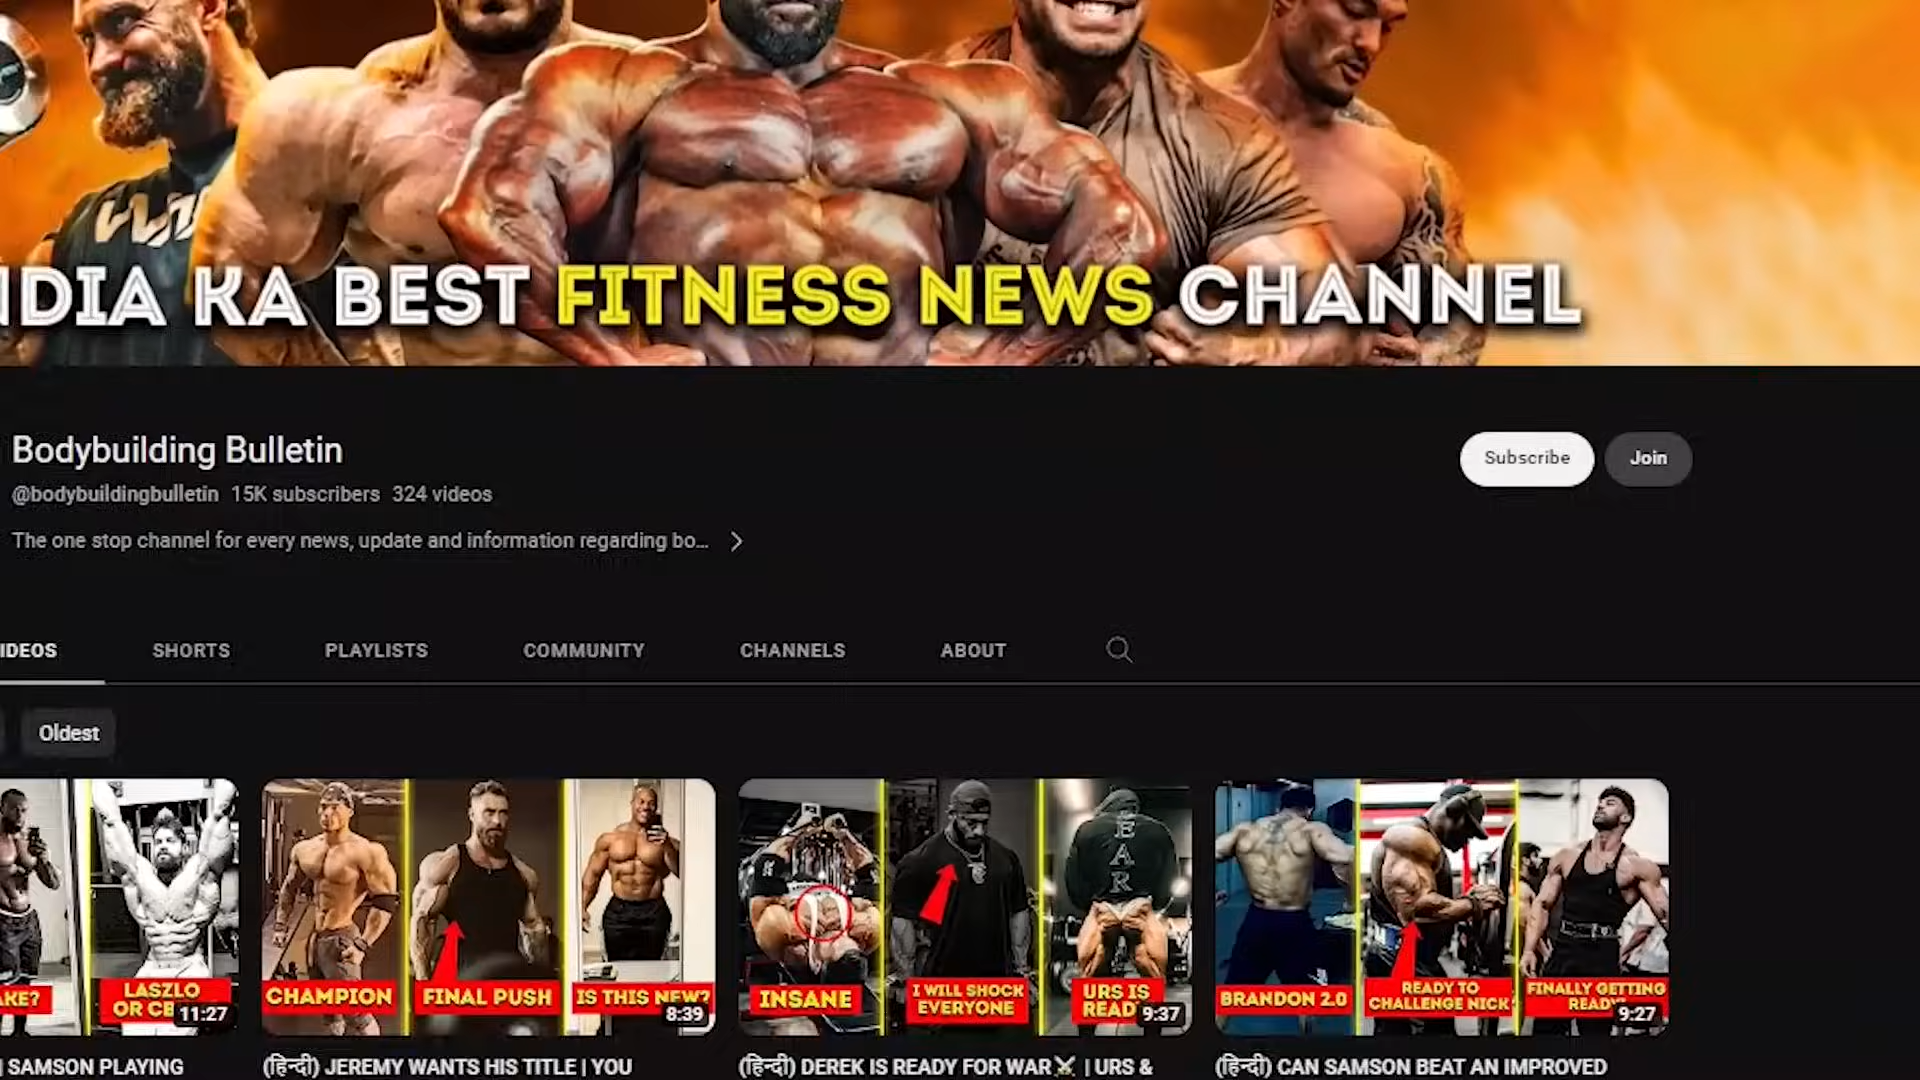 NDIA KA BEST FITNESS NEWS CHANNEL
Bodybuilding Bulletin
@bodybuildingbulletin 15K subscribers 324 videos
Subscribe
Join
The one stop channel for every news, update and information regarding bo...
IDEOS SHORTS PLAYLISTS COMMUNITY CHANNELS ABOUT
Oldest
AKE?
LASZLO
OR CB
11:27
CHAMPION
FINAL PUSH
IS THIS NEW?
8:39
INSANE
I WILL SHOCK
EVERYONE
BEAR
URS IS
READ
9:37
BRANDON 2.0
READY TO
CHALLENGE NICK
FINALLY GETTING
READY
9:27
| SAMSON PLAYING
(हिन्दी) JEREMY WANTS HIS TITLE | YOU
(हिन्दी) DEREK IS READY FOR WAR⚔ | URS &
(हिन्दी) CAN SAMSON BEAT AN IMPROVED